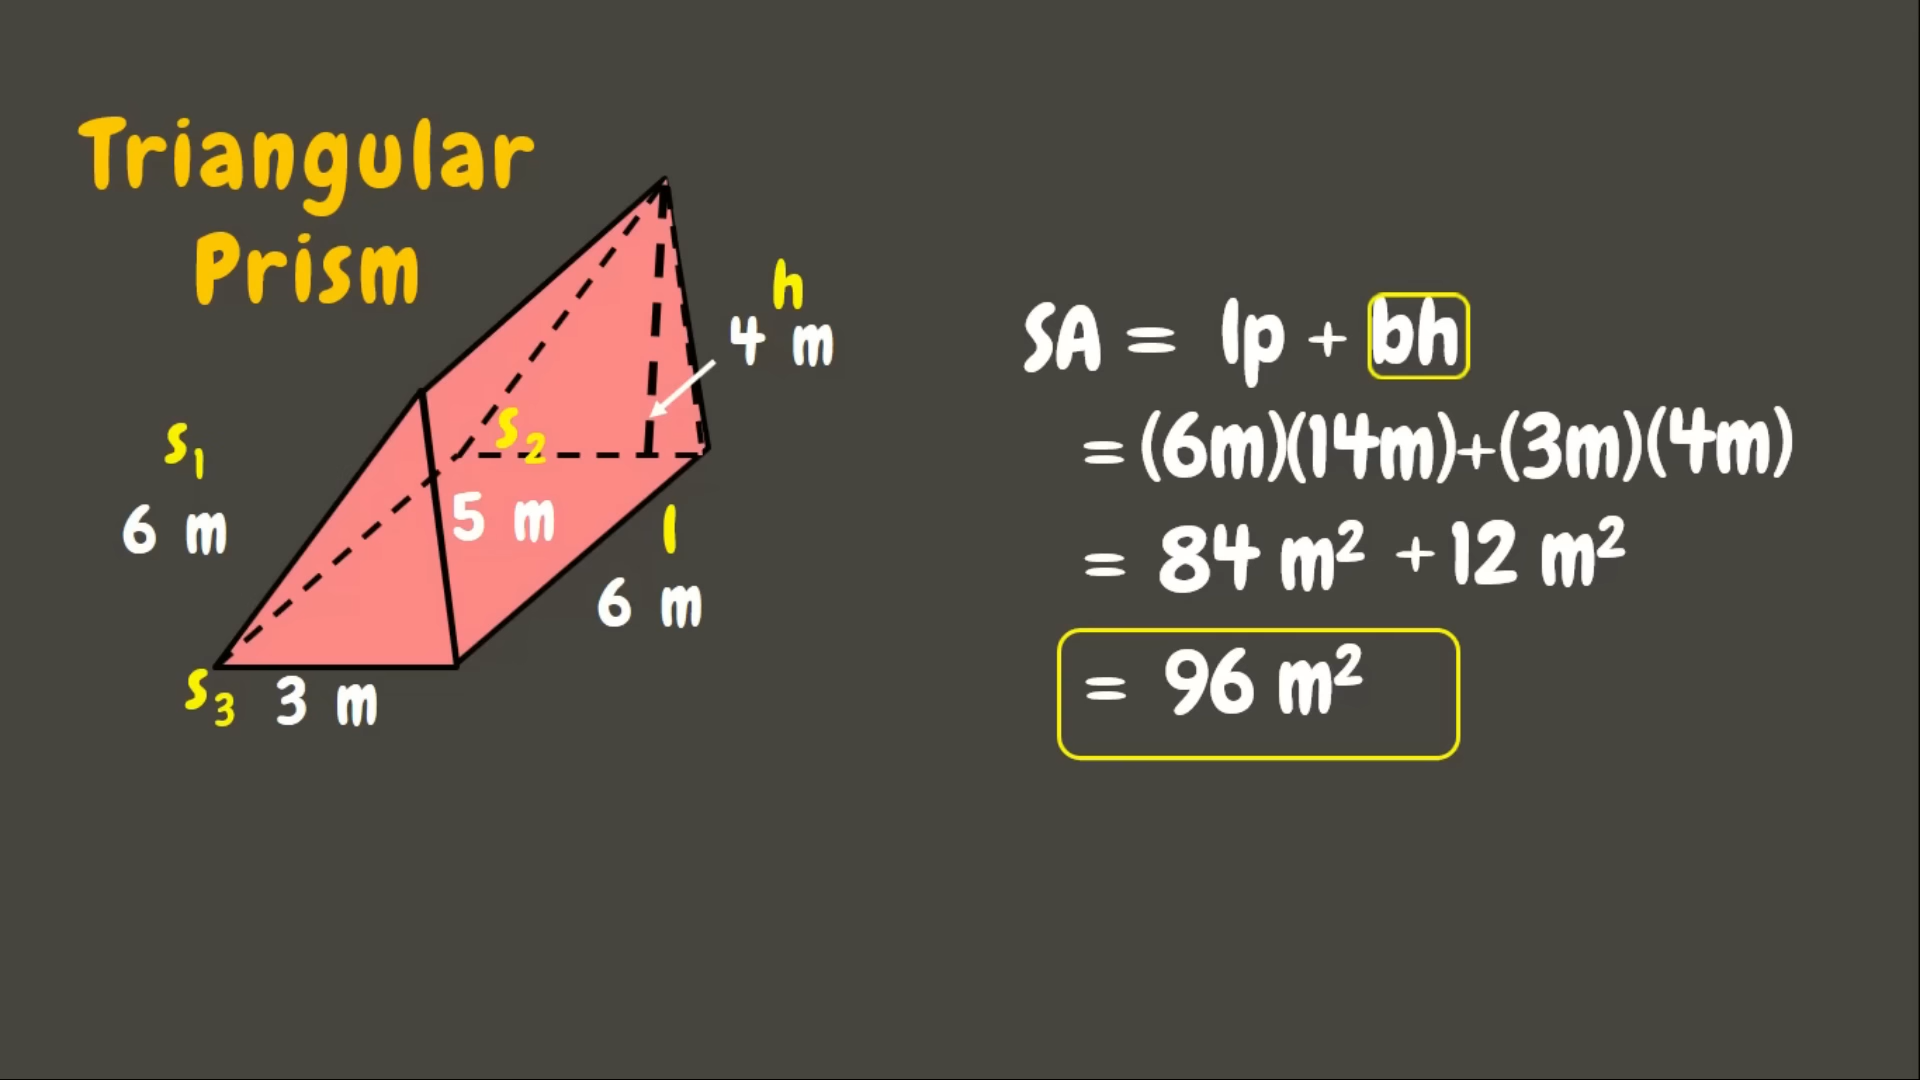 Triangular
Prism
h
4 m
s₁
6 m
s₂
5 m
l
6 m
s₃ 3 m
SA = lp + bh
= (6m)(14m)+(3m)(4m)
= 84 m² + 12 m²
= 96 m²